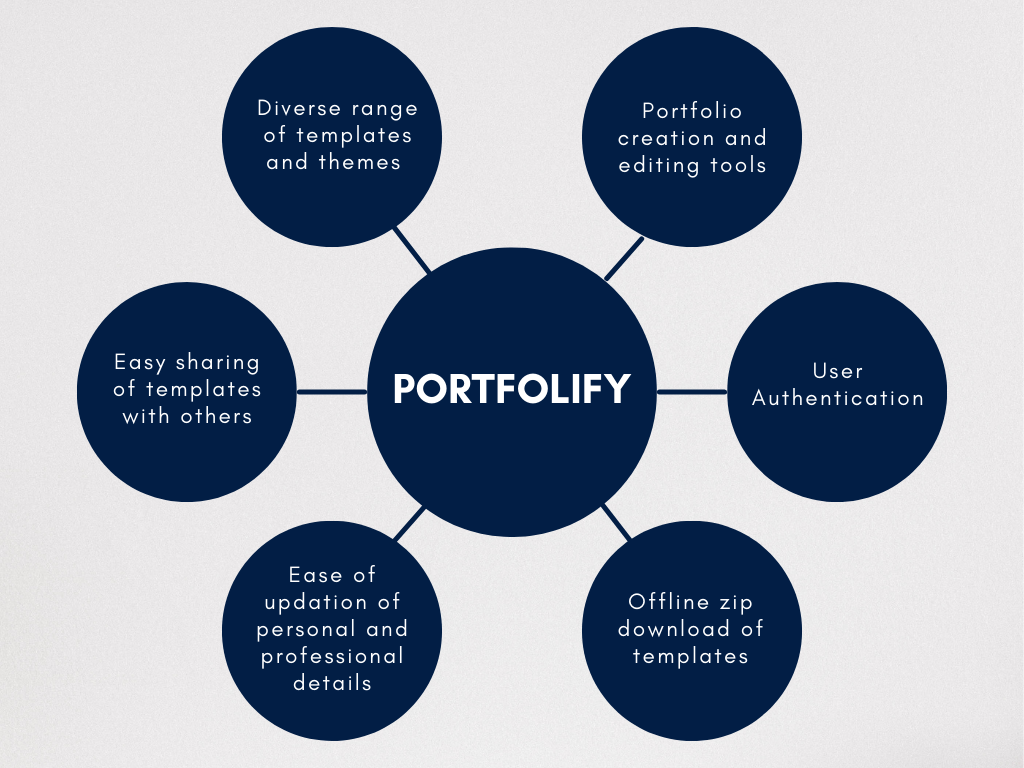 Diverse range
of templates
and themes
Portfolio
creation and
editing tools
Easy sharing
of templates
with others
PORTFOLIFY
User
Authentication
Ease of
updation of
personal and
professional
details
Offline zip
download of
templates